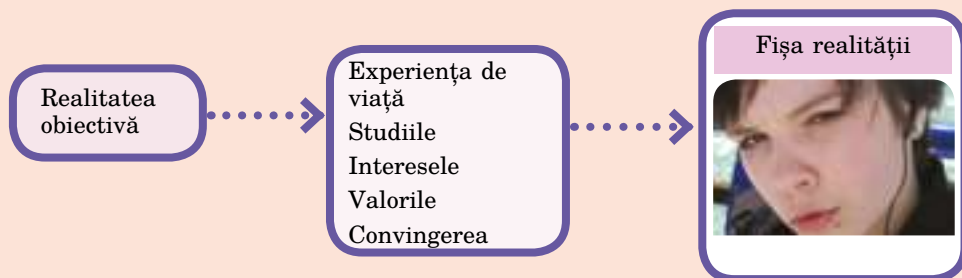 Realitatea
obiectivă
Experiența de
viață
Studiile
Interesele
Valorile
Convingerea
Fișa realității